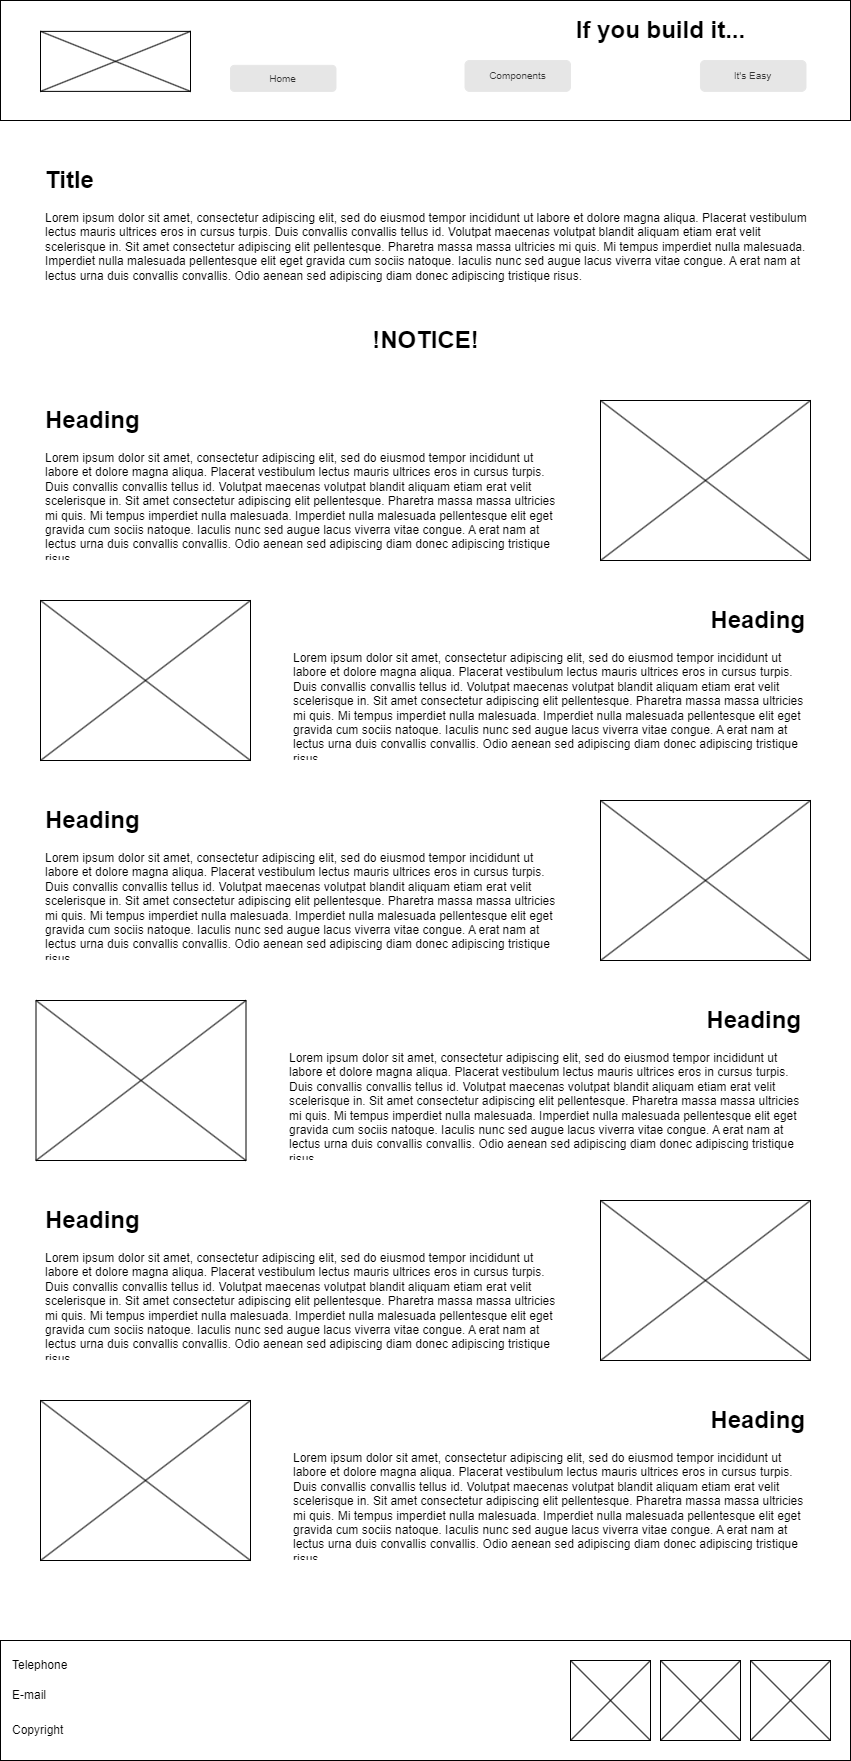 If you build it...
Home
Components
It's Easy
Title
Lorem ipsum dolor sit amet, consectetur adipiscing elit, sed do eiusmod tempor incididunt ut labore et dolore magna aliqua. Placerat vestibulum
lectus mauris ultrices eros in cursus turpis. Duis convallis convallis tellus id. Volutpat maecenas volutpat blandit aliquam etiam erat velit
scelerisque in. Sit amet consectetur adipiscing elit pellentesque. Pharetra massa massa ultricies mi quis. Mi tempus imperdiet nulla malesuada.
Imperdiet nulla malesuada pellentesque elit eget gravida cum sociis natoque. Iaculis nunc sed augue lacus viverra vitae congue. A erat nam at
lectus urna duis convallis convallis. Odio aenean sed adipiscing diam donec adipiscing tristique risus.
!NOTICE!
Heading
Lorem ipsum dolor sit amet, consectetur adipiscing elit, sed do eiusmod tempor incididunt ut
labore et dolore magna aliqua. Placerat vestibulum lectus mauris ultrices eros in cursus turpis.
Duis convallis convallis tellus id. Volutpat maecenas volutpat blandit aliquam etiam erat velit
scelerisque in. Sit amet consectetur adipiscing elit pellentesque. Pharetra massa massa ultricies
mi quis. Mi tempus imperdiet nulla malesuada. Imperdiet nulla malesuada pellentesque elit eget
gravida cum sociis natoque. Iaculis nunc sed augue lacus viverra vitae congue. A erat nam at
lectus urna duis convallis convallis. Odio aenean sed adipiscing diam donec adipiscing tristique
risus.
Heading
Lorem ipsum dolor sit amet, consectetur adipiscing elit, sed do eiusmod tempor incididunt ut
labore et dolore magna aliqua. Placerat vestibulum lectus mauris ultrices eros in cursus turpis.
Duis convallis convallis tellus id. Volutpat maecenas volutpat blandit aliquam etiam erat velit
scelerisque in. Sit amet consectetur adipiscing elit pellentesque. Pharetra massa massa ultricies
mi quis. Mi tempus imperdiet nulla malesuada. Imperdiet nulla malesuada pellentesque elit eget
gravida cum sociis natoque. Iaculis nunc sed augue lacus viverra vitae congue. A erat nam at
lectus urna duis convallis convallis. Odio aenean sed adipiscing diam donec adipiscing tristique
risus.
Heading
Lorem ipsum dolor sit amet, consectetur adipiscing elit, sed do eiusmod tempor incididunt ut
labore et dolore magna aliqua. Placerat vestibulum lectus mauris ultrices eros in cursus turpis.
Duis convallis convallis tellus id. Volutpat maecenas volutpat blandit aliquam etiam erat velit
scelerisque in. Sit amet consectetur adipiscing elit pellentesque. Pharetra massa massa ultricies
mi quis. Mi tempus imperdiet nulla malesuada. Imperdiet nulla malesuada pellentesque elit eget
gravida cum sociis natoque. Iaculis nunc sed augue lacus viverra vitae congue. A erat nam at
lectus urna duis convallis convallis. Odio aenean sed adipiscing diam donec adipiscing tristique
risus.
Heading
Lorem ipsum dolor sit amet, consectetur adipiscing elit, sed do eiusmod tempor incididunt ut
labore et dolore magna aliqua. Placerat vestibulum lectus mauris ultrices eros in cursus turpis.
Duis convallis convallis tellus id. Volutpat maecenas volutpat blandit aliquam etiam erat velit
scelerisque in. Sit amet consectetur adipiscing elit pellentesque. Pharetra massa massa ultricies
mi quis. Mi tempus imperdiet nulla malesuada. Imperdiet nulla malesuada pellentesque elit eget
gravida cum sociis natoque. Iaculis nunc sed augue lacus viverra vitae congue. A erat nam at
lectus urna duis convallis convallis. Odio aenean sed adipiscing diam donec adipiscing tristique
risus.
Heading
Lorem ipsum dolor sit amet, consectetur adipiscing elit, sed do eiusmod tempor incididunt ut
labore et dolore magna aliqua. Placerat vestibulum lectus mauris ultrices eros in cursus turpis.
Duis convallis convallis tellus id. Volutpat maecenas volutpat blandit aliquam etiam erat velit
scelerisque in. Sit amet consectetur adipiscing elit pellentesque. Pharetra massa massa ultricies
mi quis. Mi tempus imperdiet nulla malesuada. Imperdiet nulla malesuada pellentesque elit eget
gravida cum sociis natoque. Iaculis nunc sed augue lacus viverra vitae congue. A erat nam at
lectus urna duis convallis convallis. Odio aenean sed adipiscing diam donec adipiscing tristique
risus.
Heading
Lorem ipsum dolor sit amet, consectetur adipiscing elit, sed do eiusmod tempor incididunt ut
labore et dolore magna aliqua. Placerat vestibulum lectus mauris ultrices eros in cursus turpis.
Duis convallis convallis tellus id. Volutpat maecenas volutpat blandit aliquam etiam erat velit
scelerisque in. Sit amet consectetur adipiscing elit pellentesque. Pharetra massa massa ultricies
mi quis. Mi tempus imperdiet nulla malesuada. Imperdiet nulla malesuada pellentesque elit eget
gravida cum sociis natoque. Iaculis nunc sed augue lacus viverra vitae congue. A erat nam at
lectus urna duis convallis convallis. Odio aenean sed adipiscing diam donec adipiscing tristique
risus.
Telephone
E-mail
Copyright